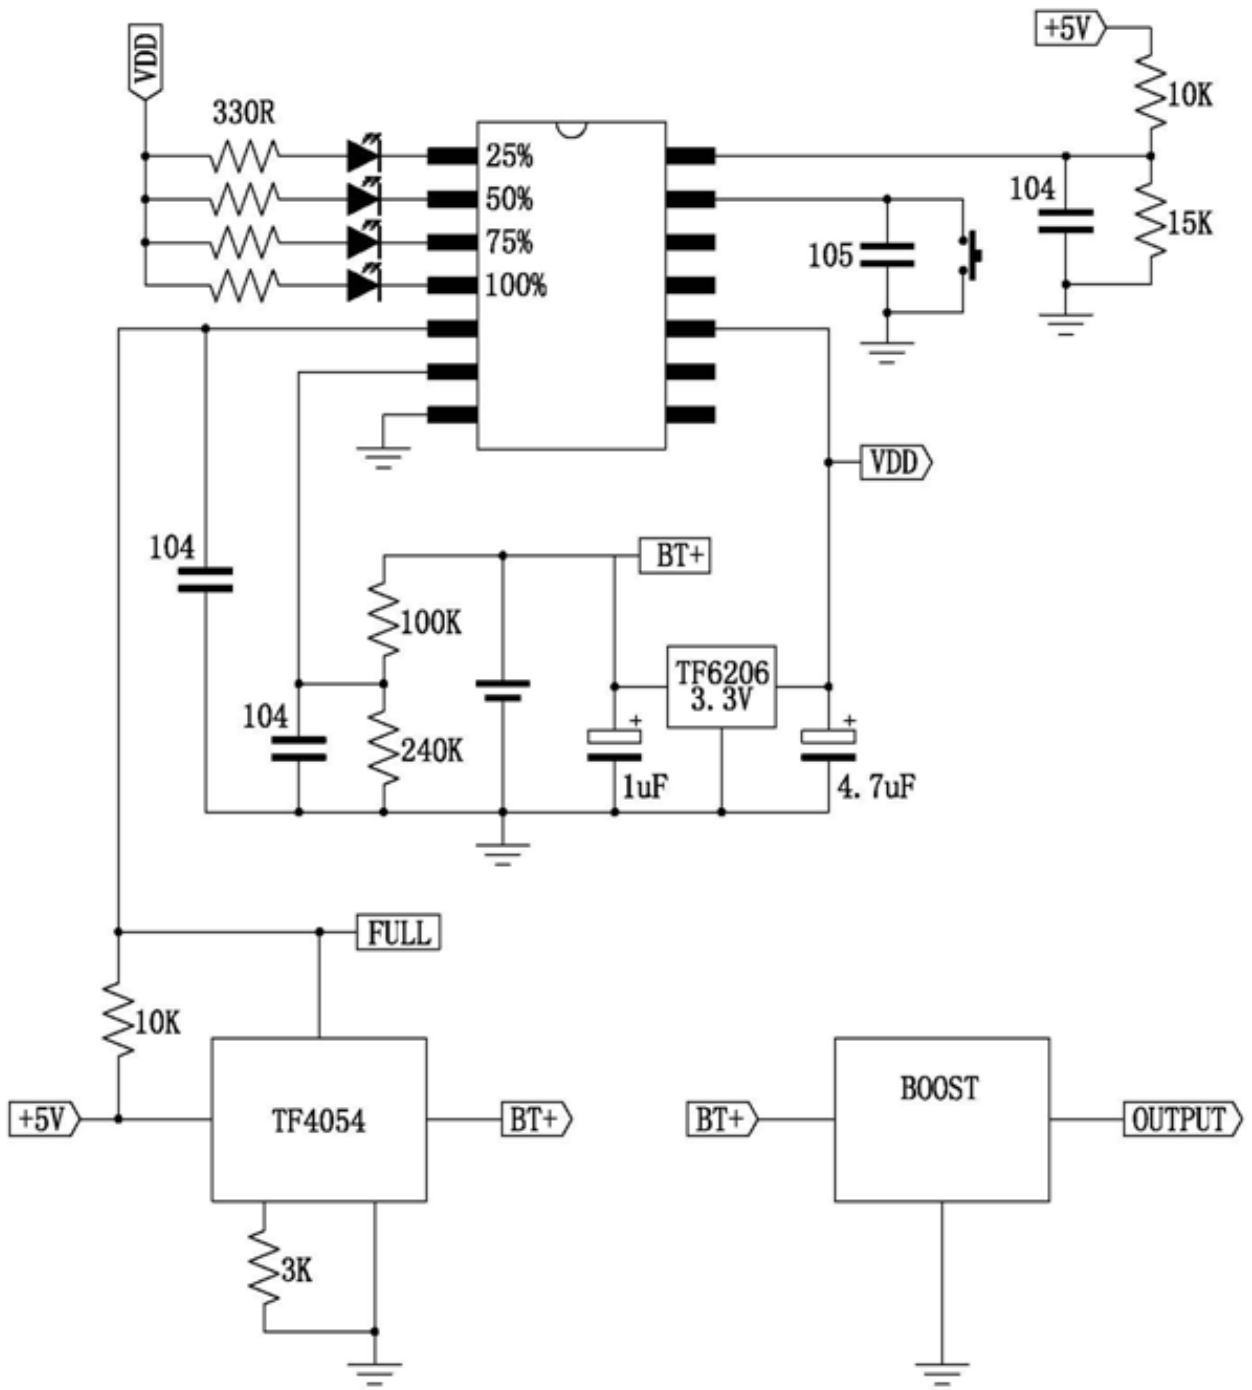 VDD
+5V
330R
10K
25%
50%
75%
100%
104
15K
105
VDD
104
BT+
100K
TF6206
3.3V
104
240K
+
+
1uF
4.7uF
FULL
10K
BOOST
+5V
TF4054
BT+
BT+
OUTPUT
3K